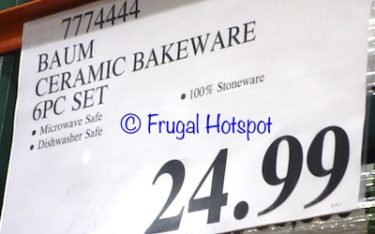 7774444
BAUM
CERAMIC BAKEWARE
6PC SET
• Microwave Safe
• Dishwasher Safe
• 100% Stoneware
© Frugal Hotspot
24.99